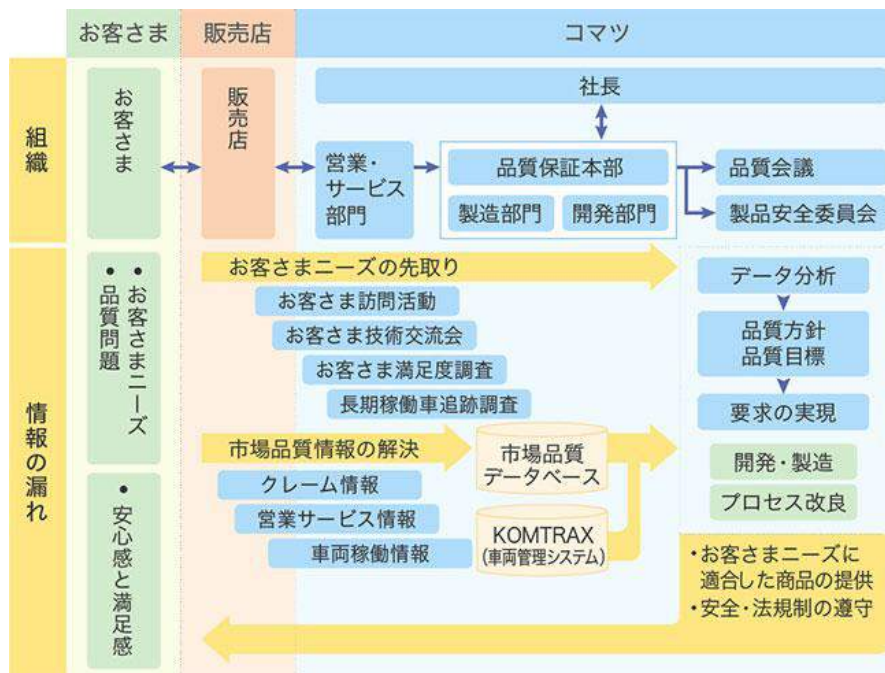 お客さま
販売店
コマツ
組織
お客さま
販売店
社長
営業・
サービス
部門
品質保証本部
製造部門
開発部門
品質会議
製品安全委員会
情報の漏れ
・お客さまニーズ
・品質問題
・安心感と満足感
お客さまニーズの先取り
お客さま訪問活動
お客さま技術交流会
お客さま満足度調査
長期稼働車追跡調査
市場品質情報の解決
クレーム情報
営業サービス情報
車両稼働情報
市場品質
データベース
KOMTRAX
(車両管理システム)
データ分析
品質方針
品質目標
要求の実現
開発・製造
プロセス改良
・お客さまニーズに
適合した商品の提供
・安全・法規制の遵守